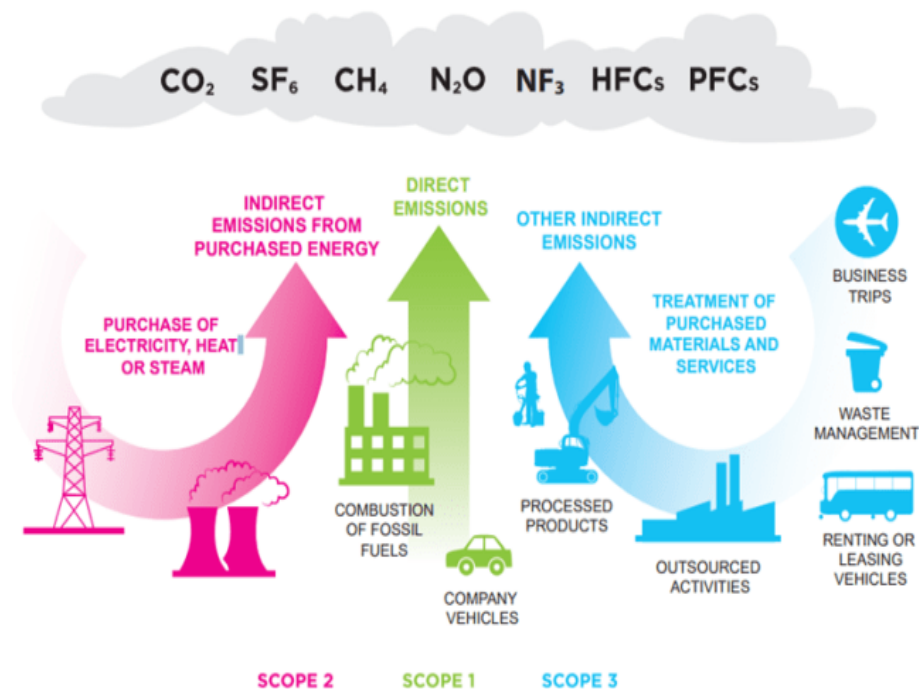 CO₂ SF₆ CH₄ N₂O NF₃ HFCs PFCs
INDIRECT
EMISSIONS FROM
PURCHASED ENERGY
DIRECT
EMISSIONS
OTHER INDIRECT
EMISSIONS
PURCHASE OF
ELECTRICITY, HEAT
OR STEAM
TREATMENT OF
PURCHASED
MATERIALS AND
SERVICES
BUSINESS
TRIPS
WASTE
MANAGEMENT
COMBUSTION
OF FOSSIL
FUELS
PROCESSED
PRODUCTS
OUTSOURCED
ACTIVITIES
RENTING OR
LEASING
VEHICLES
COMPANY
VEHICLES
SCOPE 2 SCOPE 1 SCOPE 3